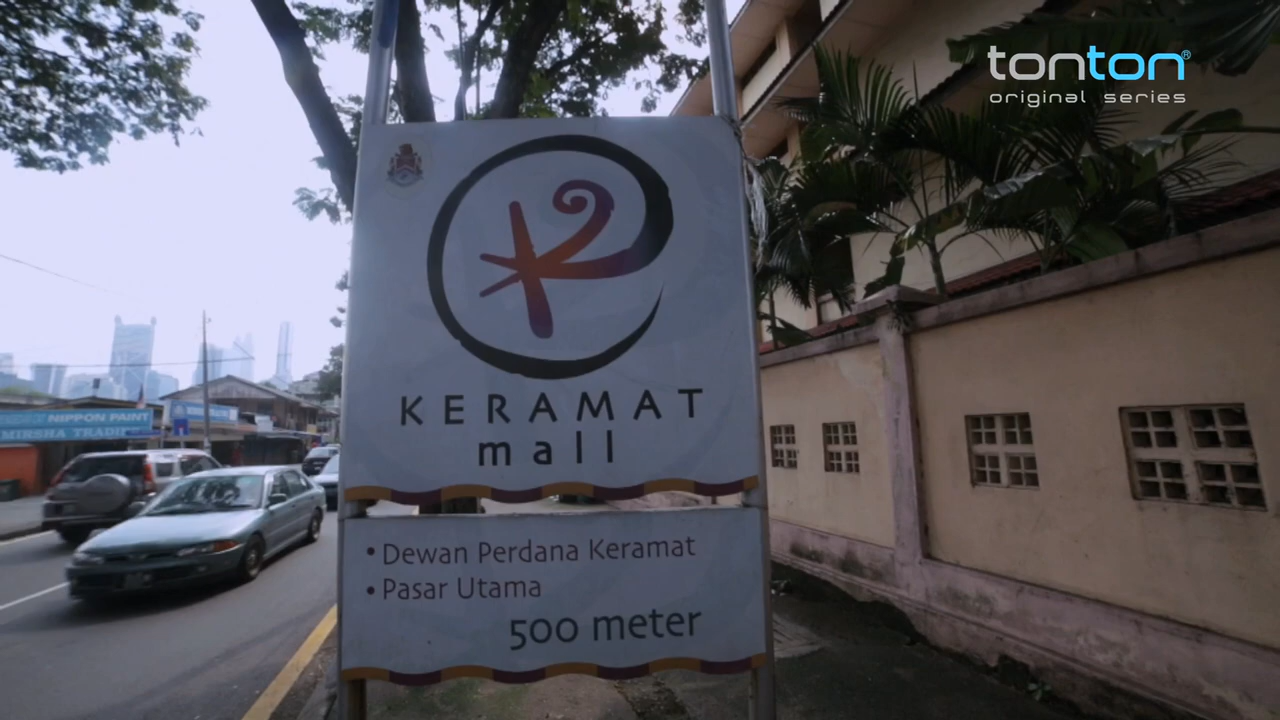 tonton®
original series
KERAMAT
mall
• Dewan Perdana Keramat
• Pasar Utama
500 meter
NIPPON PAINT